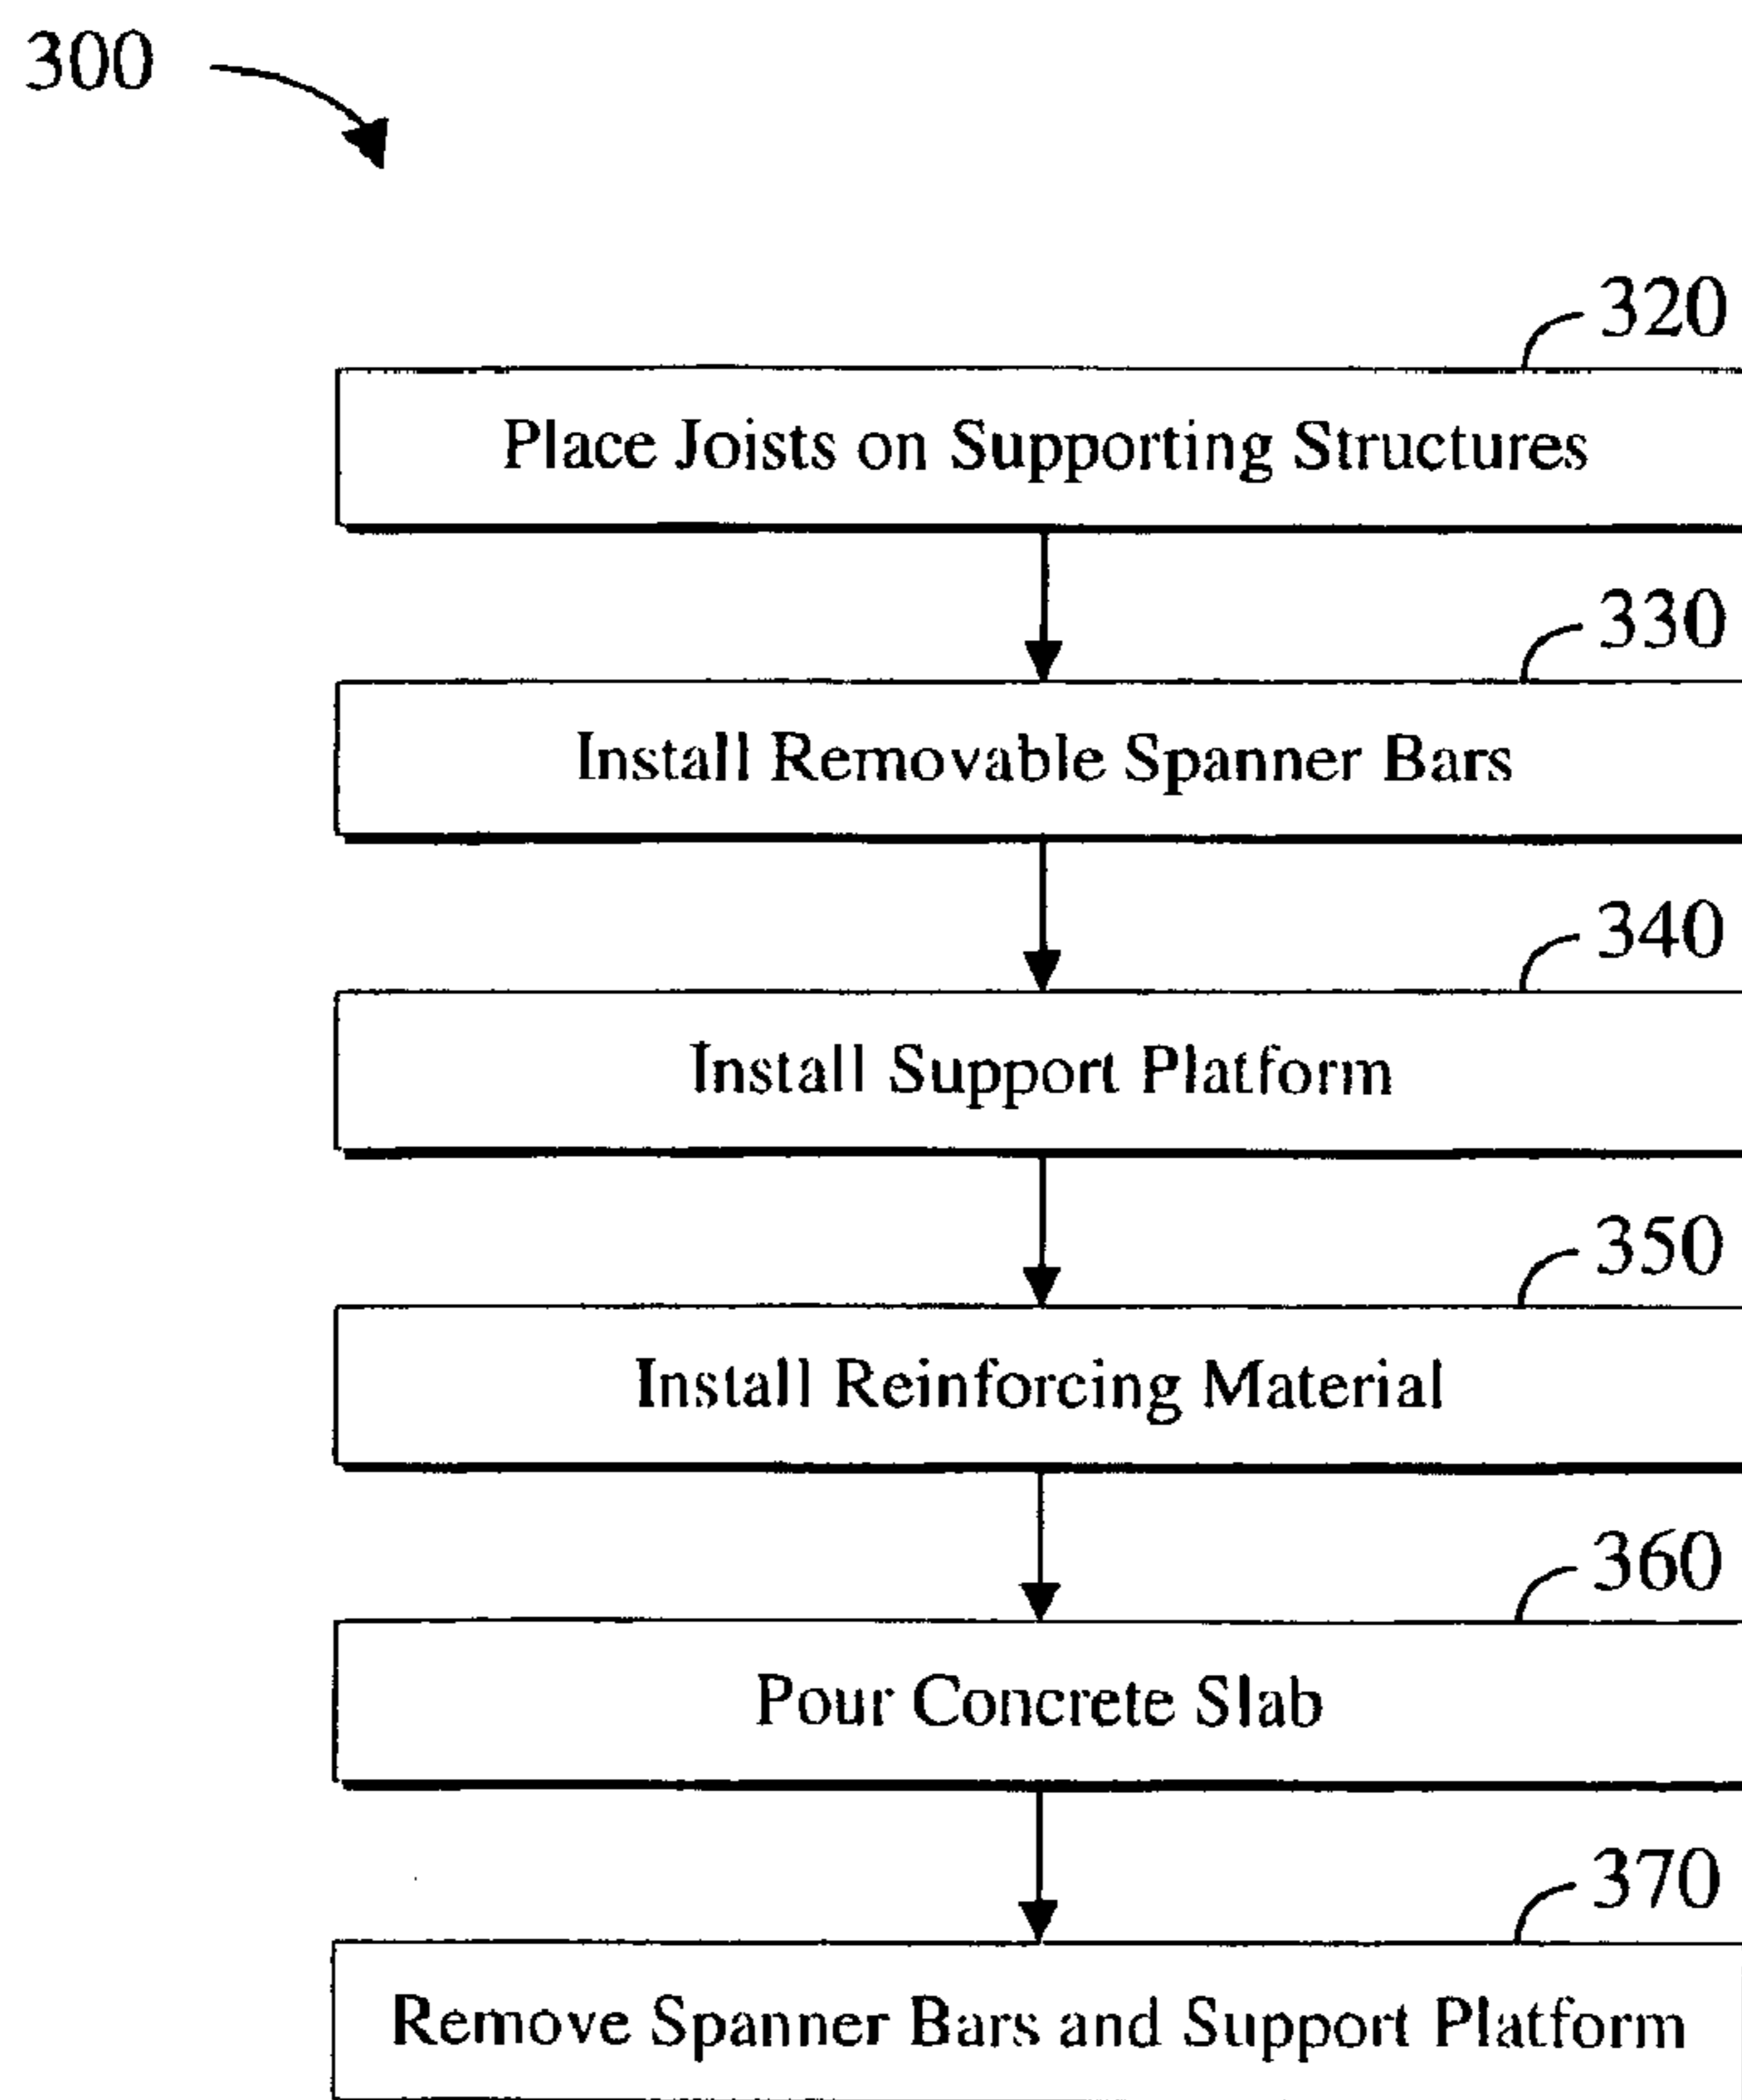 300
320
Place Joists on Supporting Structures
330
Install Removable Spanner Bars
340
Install Support Platform
350
Install Reinforcing Material
360
Pour Concrete Slab
370
Remove Spanner Bars and Support Platform